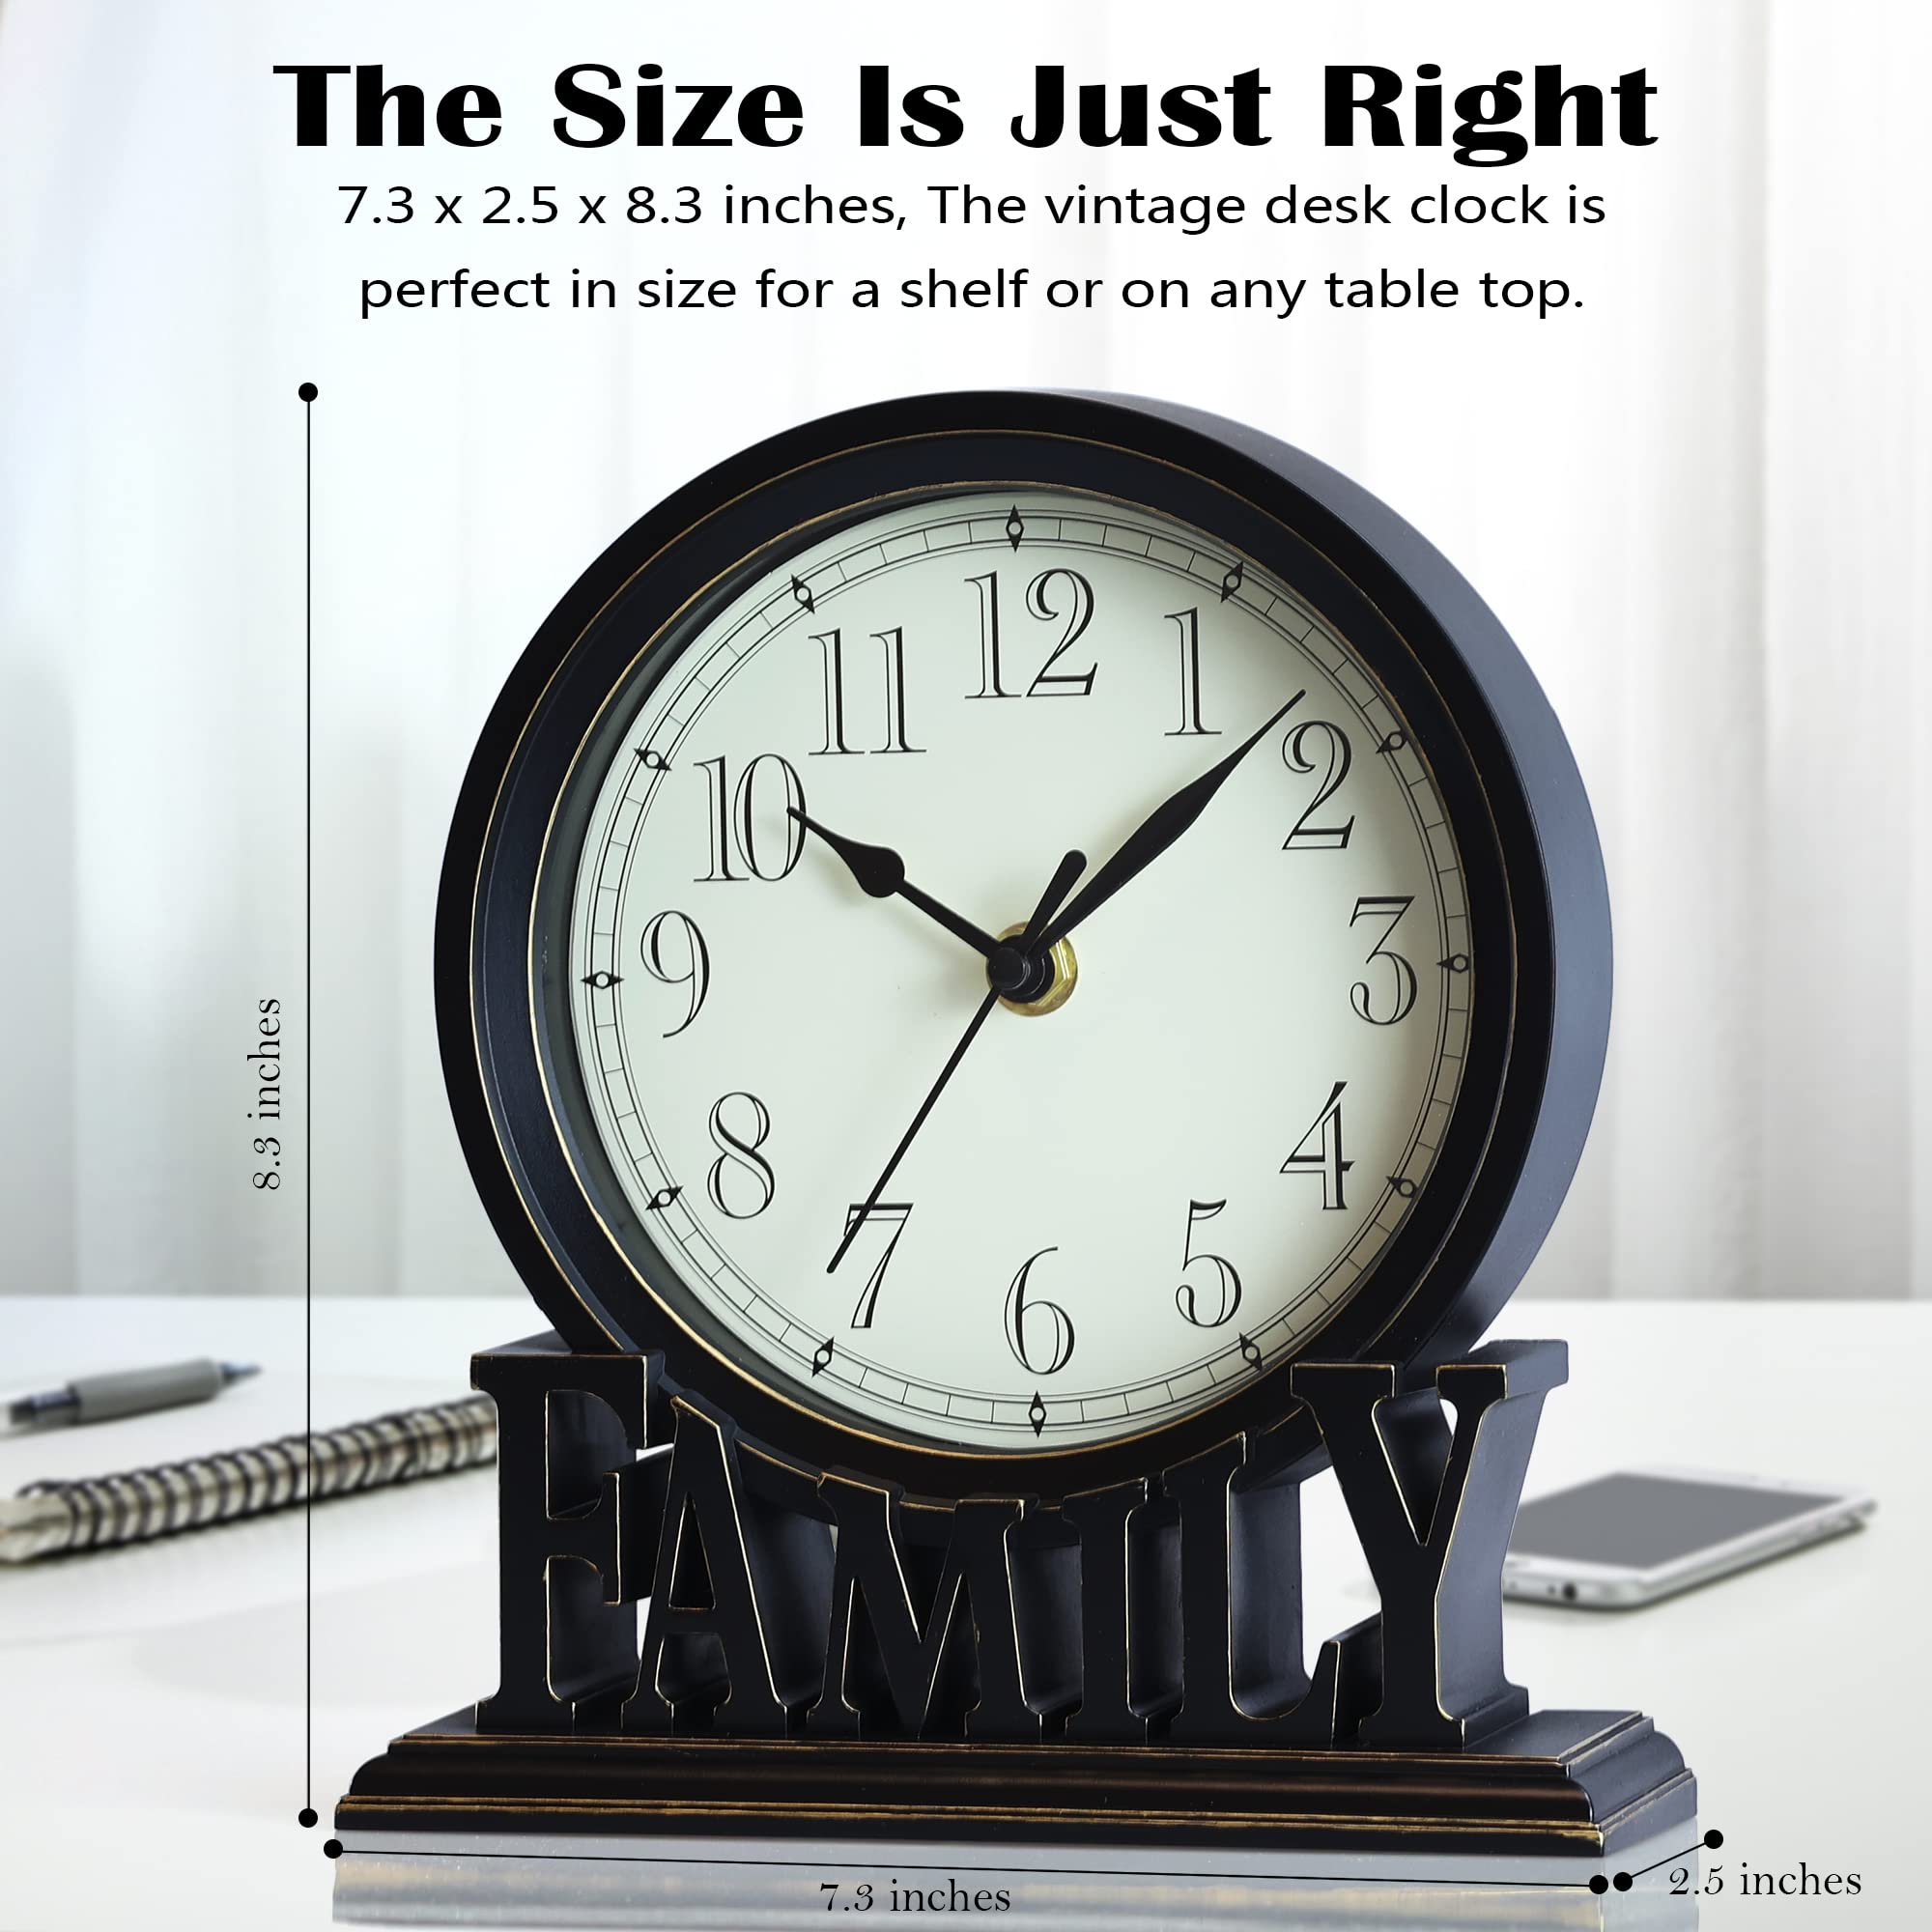 The Size Is Just Right
7.3 x 2.5 x 8.3 inches, The vintage desk clock is
perfect in size for a shelf or on any table top.
12
11
1
10
2
9
3
8
4
7
5
6
8.3 inches
FAMILY
2.5 inches
7.3 inches